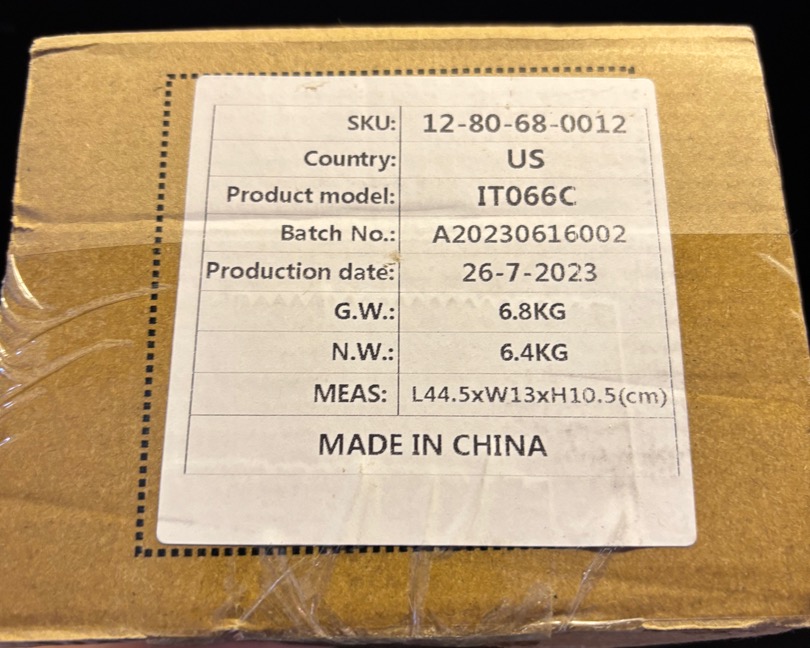 SKU: 12-80-68-0012
Country: US
Product model: IT066C
Batch No.: A20230616002
Production date: 26-7-2023
G.W.: 6.8KG
N.W.: 6.4KG
MEAS: L44.5xW13xH10.5(cm)
MADE IN CHINA